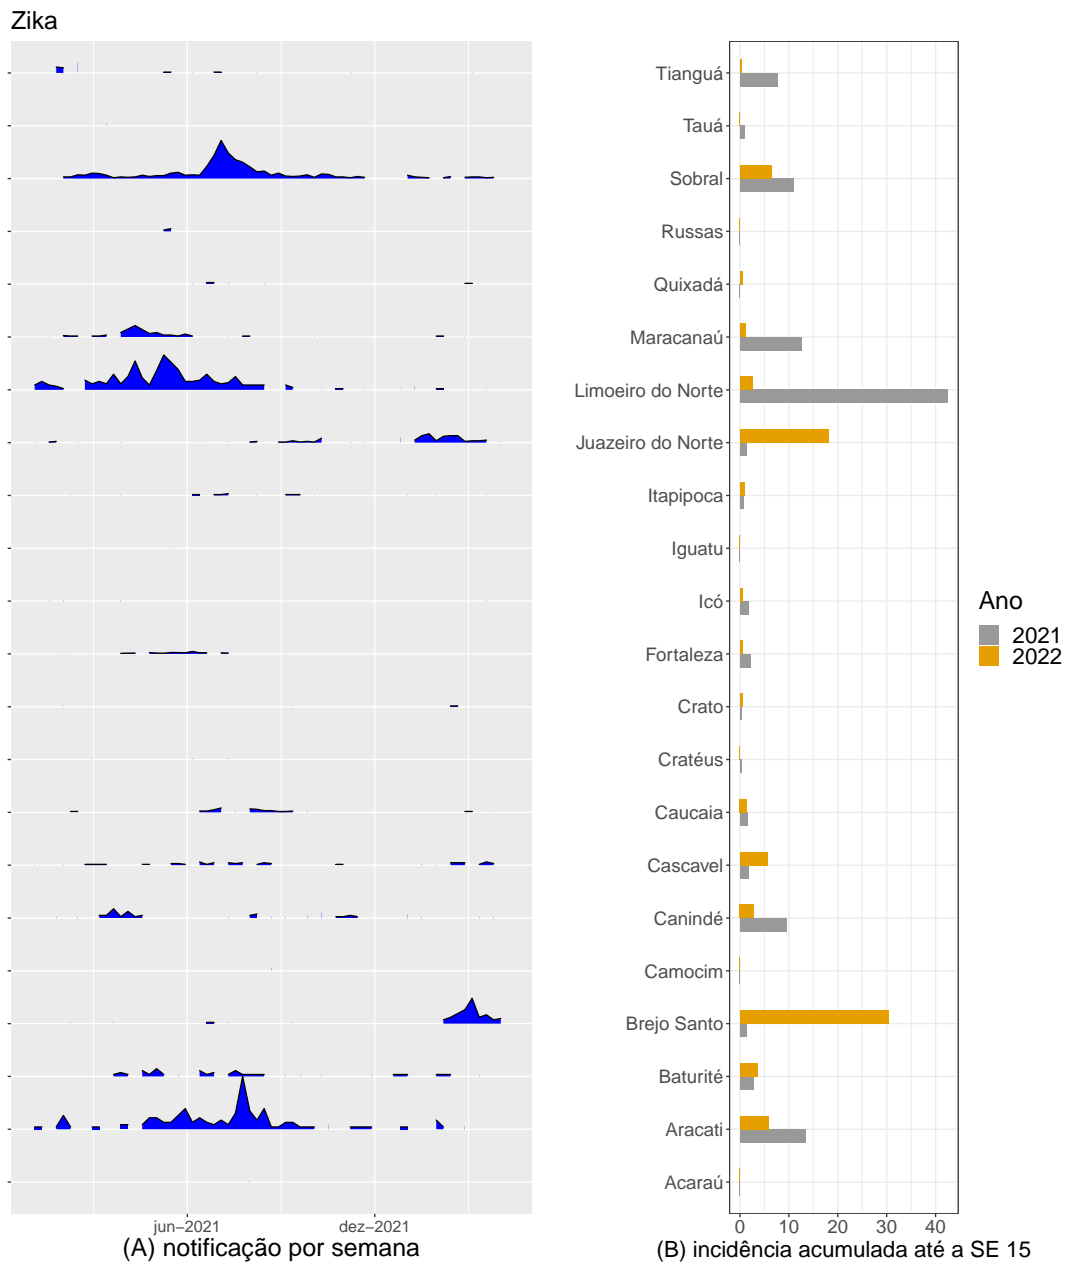 Zika
Tianguá
Tauá
Sobral
Russas
Quixadá
Maracanaú
Limoeiro do Norte
Juazeiro do Norte
Itapipoca
Iguatu
Icó
Fortaleza
Crato
Cratéus
Caucaia
Cascavel
Canindé
Camocim
Brejo Santo
Baturité
Aracati
Acaraú
Ano
2021
2022
jun−2021 dez−2021
0 10 20 30 40
(A) notificação por semana
(B) incidência acumulada até a SE 15